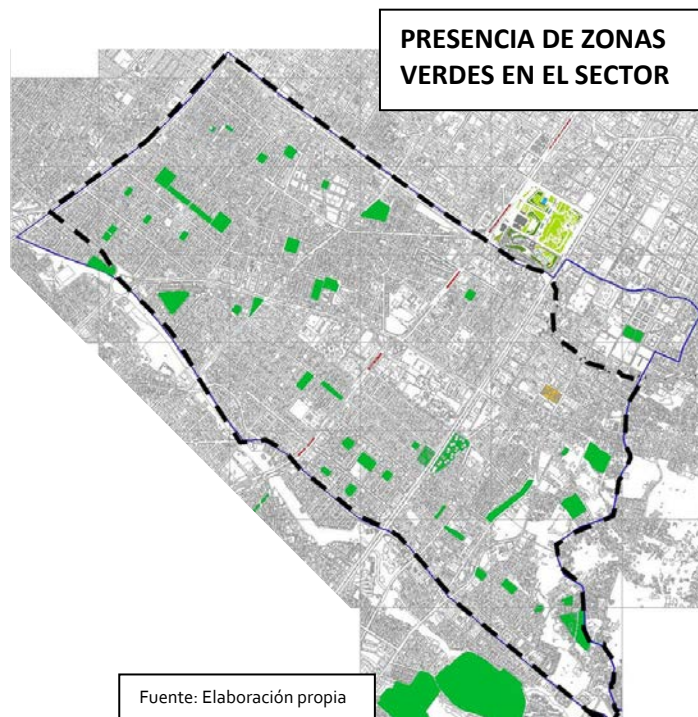 PRESENCIA DE ZONAS
VERDES EN EL SECTOR
Fuente: Elaboración propia